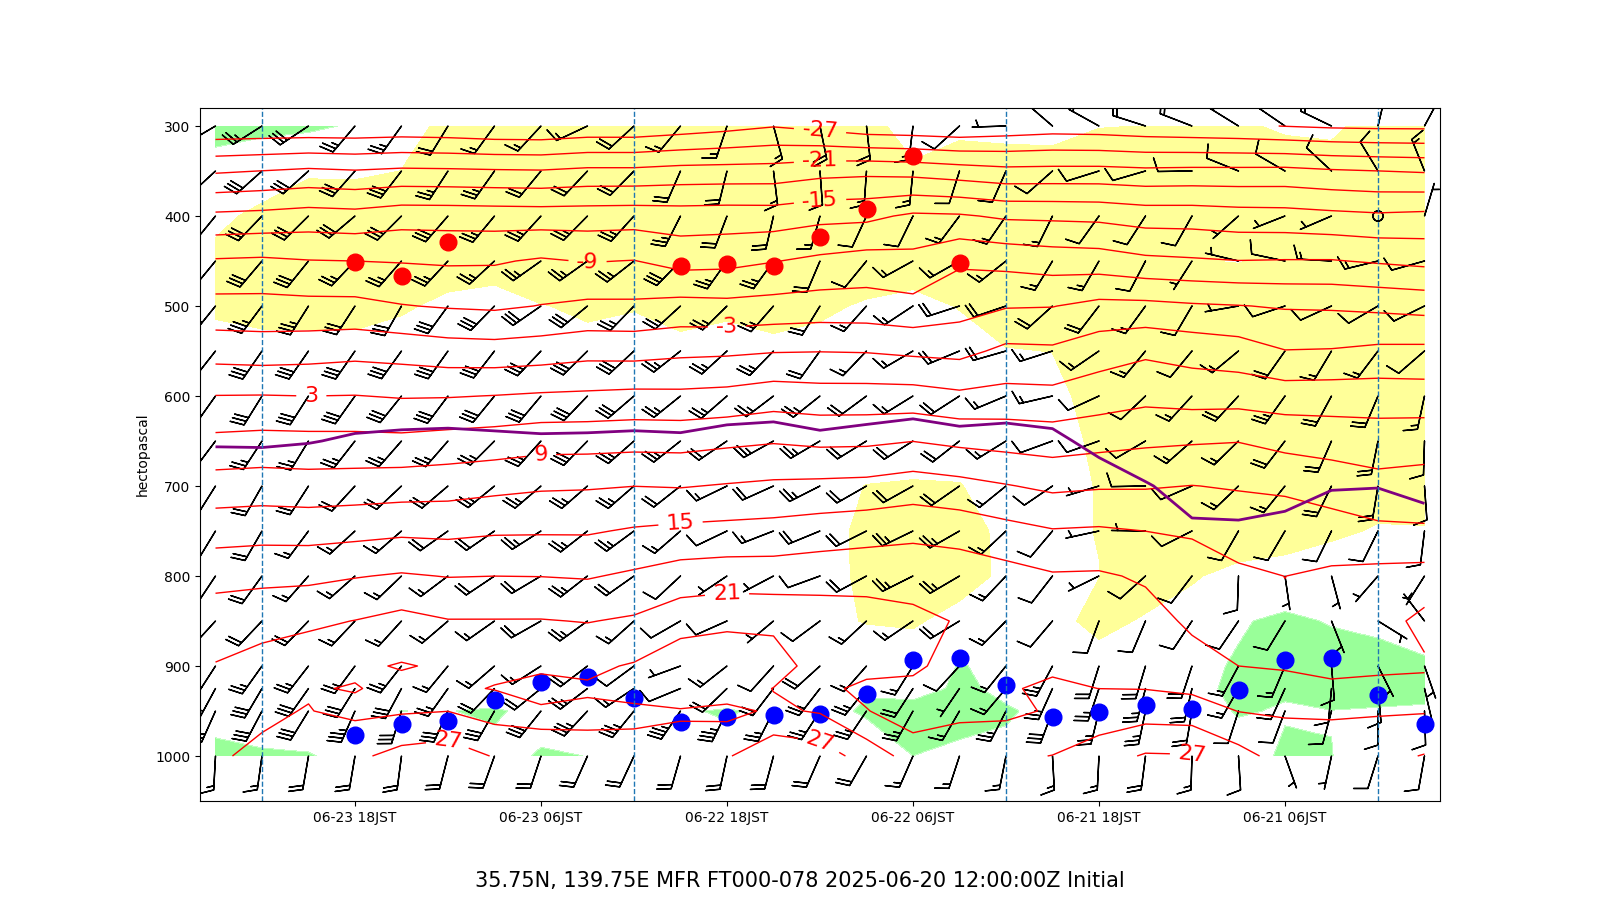 300
400
500
600
700
800
900
1000
hectopascal
-27
-21
-15
-9
-3
3
9
15
21
27
27
27
06-23 18JST
06-23 06JST
06-22 18JST
06-22 06JST
06-21 18JST
06-21 06JST
35.75N, 139.75E MFR FT000-078 2025-06-20 12:00:00Z Initial